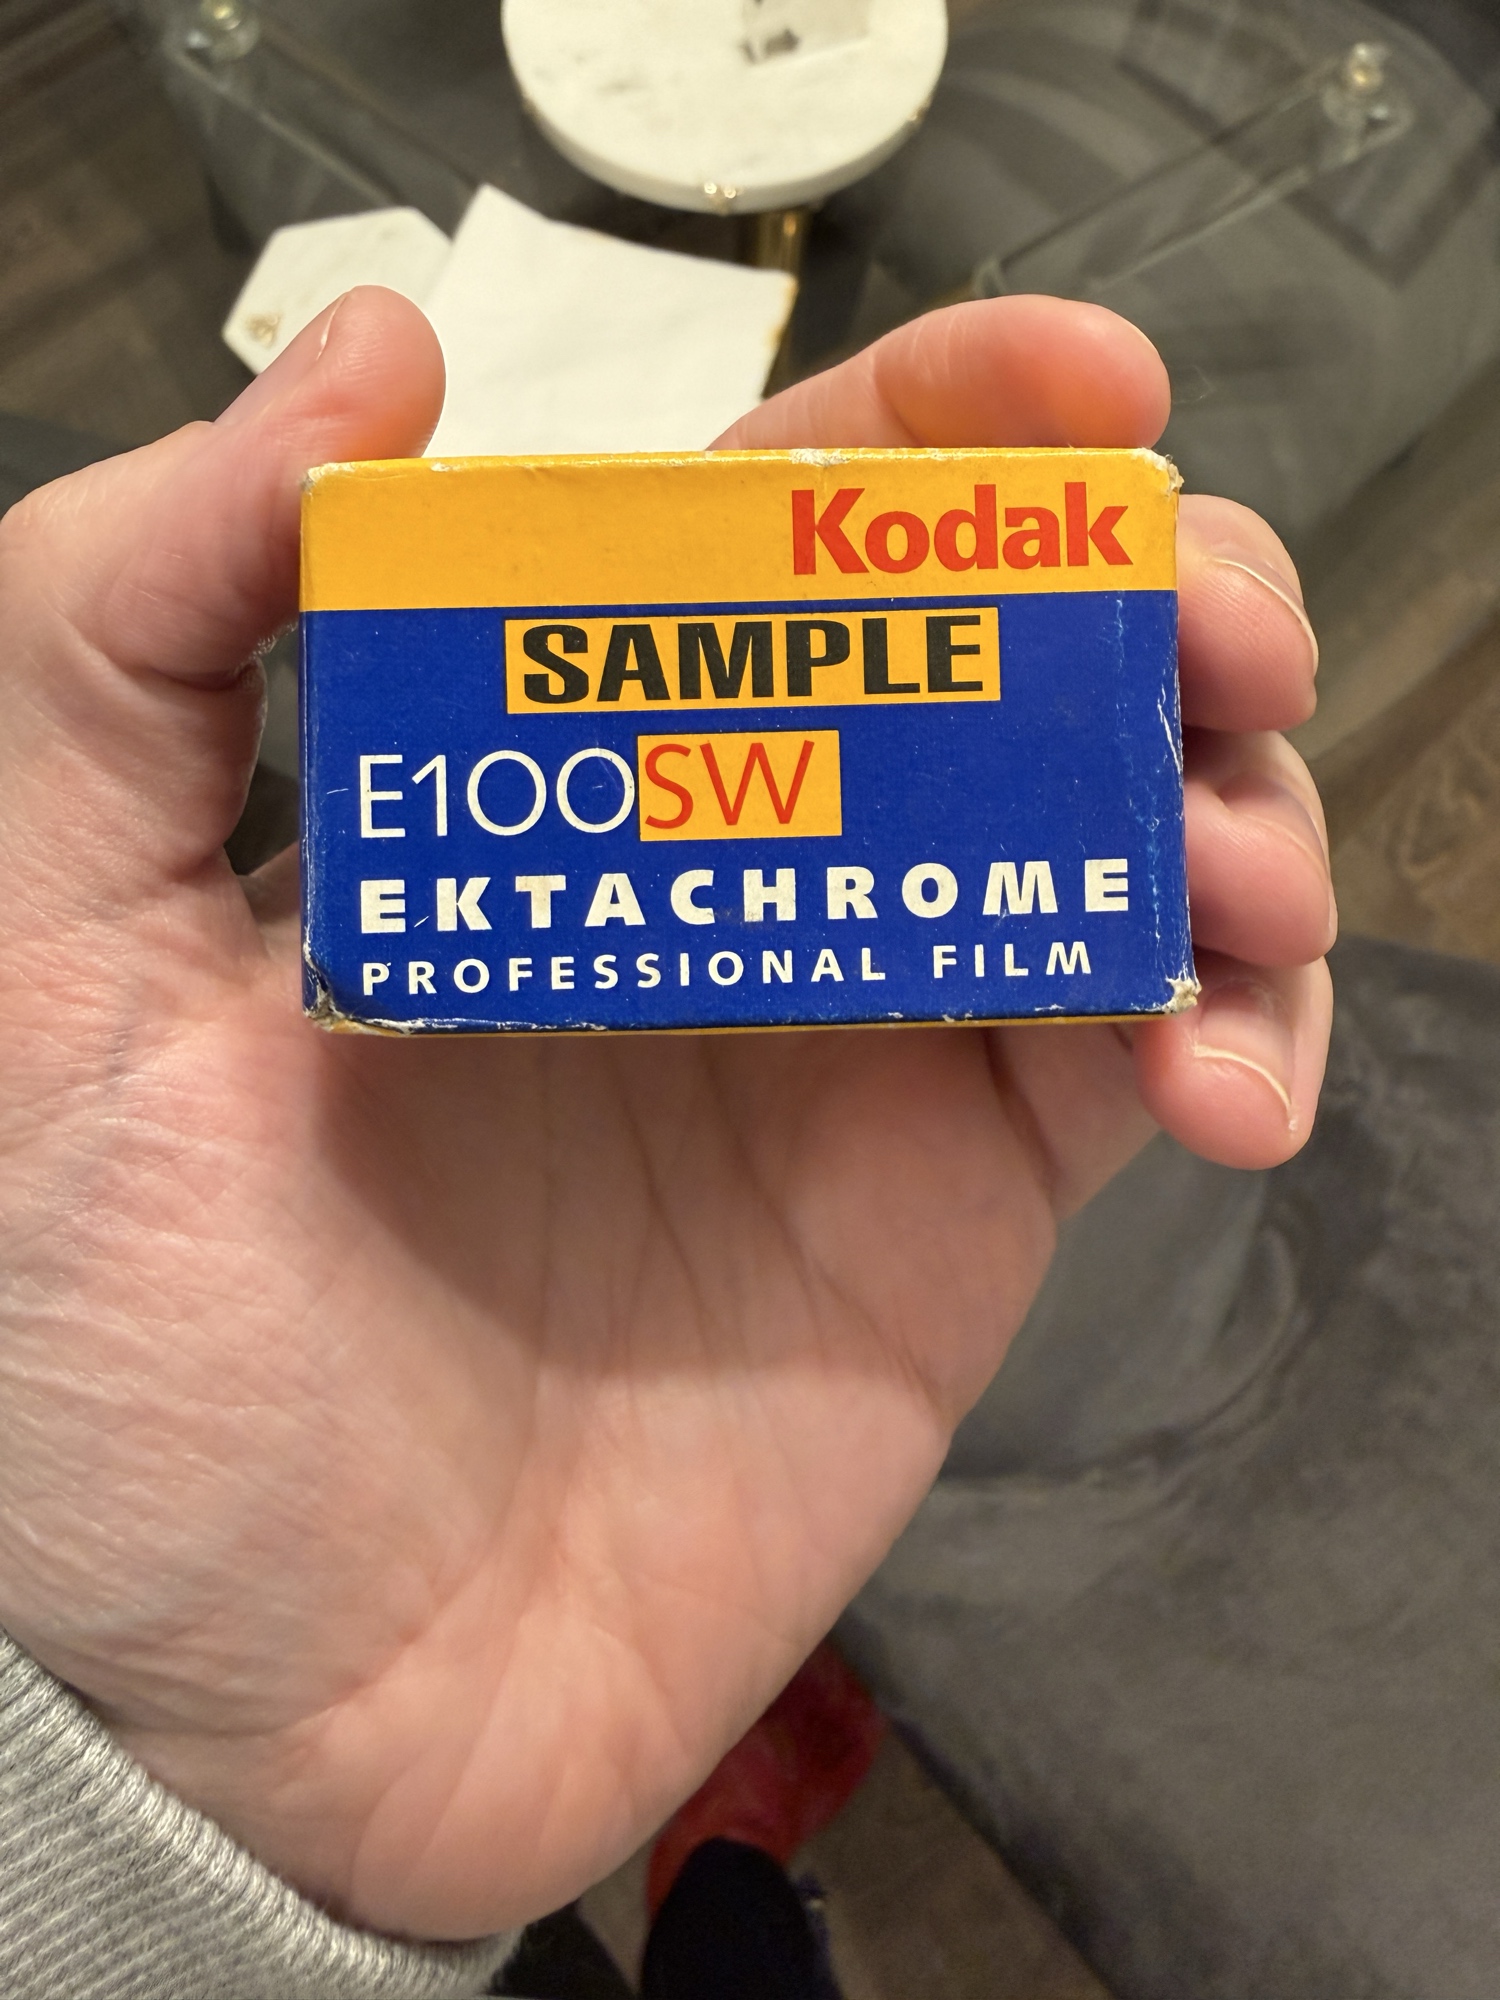 Kodak
SAMPLE
E100SW
EKTACHROME
PROFESSIONAL FILM